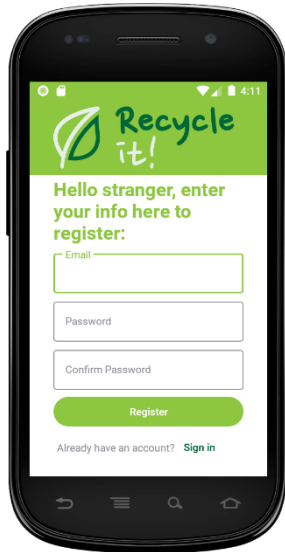 4:11
Recycle
it!
Hello stranger, enter
your info here to
register:
Email
Password
Confirm Password
Register
Already have an account? Sign in